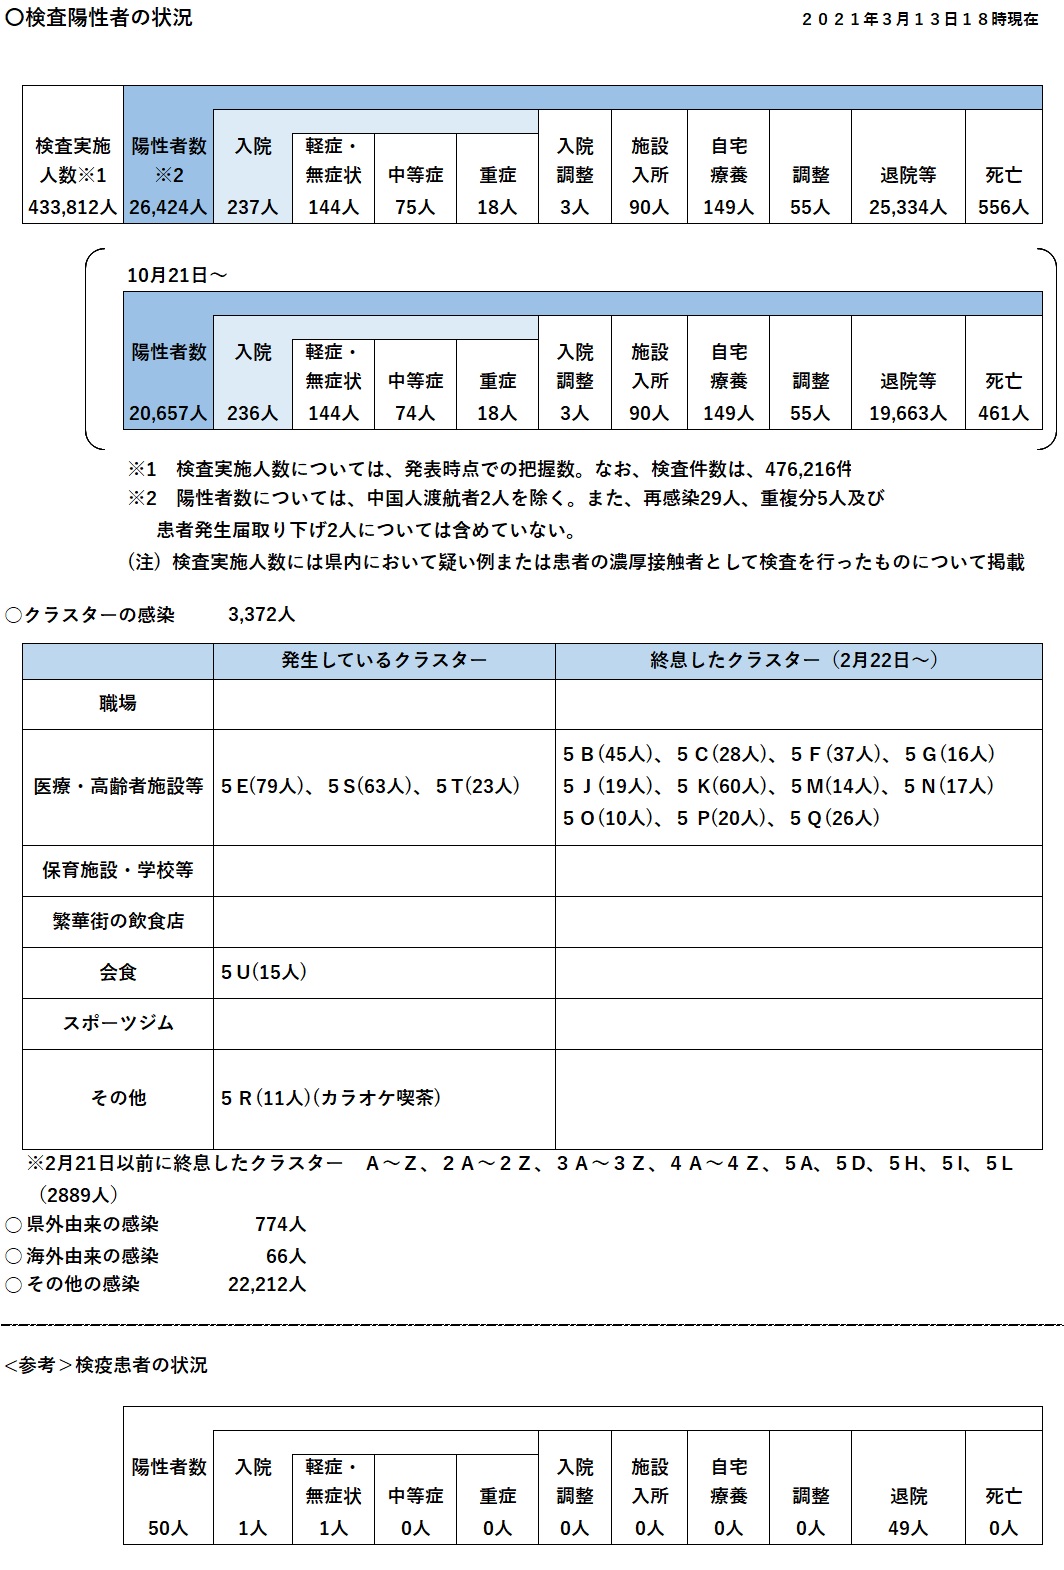 〇検査陽性者の状況
２０２１年３月１３日１８時現在
検査実施人数※1 陽性者数※2 入院 軽症・無症状 中等症 重症 入院調整 施設入所 自宅療養 調整 退院等 死亡
433,812人 26,424人 237人 144人 75人 18人 3人 90人 149人 55人 25,334人 556人
10月21日～
陽性者数 入院 軽症・無症状 中等症 重症 入院調整 施設入所 自宅療養 調整 退院等 死亡
20,657人 236人 144人 74人 18人 3人 90人 149人 55人 19,663人 461人
※1　検査実施人数については、発表時点での把握数。なお、検査件数は、476,216件
※2　陽性者数については、中国人渡航者2人を除く。また、再感染29人、重複分5人及び
患者発生届取り下げ2人については含めていない。
(注）検査実施人数には県内において疑い例または患者の濃厚接触者として検査を行ったものについて掲載
○クラスターの感染 3,372人
発生しているクラスター 終息したクラスター（2月22日～）
職場
医療・高齢者施設等 ５E(79人)、５S(63人)、５T(23人) 
５Ｂ(45人)、５Ｃ(28人)、５Ｆ(37人)、５Ｇ(16人)
５Ｊ(19人)、５Ｋ(60人)、５M(14人)、５Ｎ(17人)
５Ｏ(10人)、５Ｐ(20人)、５Ｑ(26人)
保育施設・学校等
繁華街の飲食店
会食 ５U(15人)
スポーツジム
その他 ５Ｒ(11人)(カラオケ喫茶)
※2月21日以前に終息したクラスター　Ａ～Ｚ、２Ａ～２Ｚ、３Ａ～３Ｚ、４Ａ～４Ｚ、５A、５D、５H、５I、５L
（2889人）
○県外由来の感染 774人
○海外由来の感染 66人
○その他の感染 22,212人
<参考＞検疫患者の状況
陽性者数 入院 軽症・無症状 中等症 重症 入院調整 施設入所 自宅療養 調整 退院 死亡
50人 1人 1人 0人 0人 0人 0人 0人 0人 49人 0人